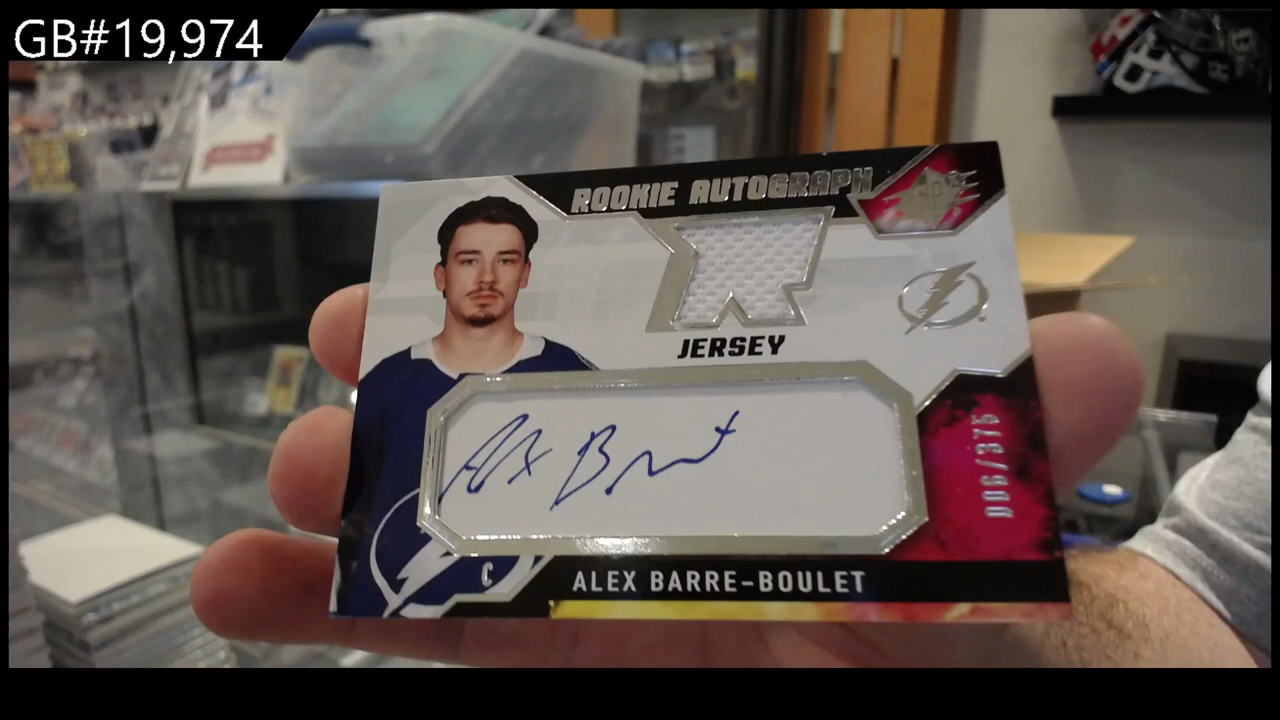 GB#19,974
ROOKIE AUTOGRAPH
JERSEY
006/375
C
ALEX BARRE-BOULET